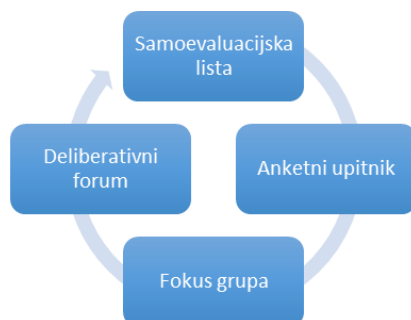 Samoevaluacijska
lista
Anketni upitnik
Fokus grupa
Deliberativni
forum